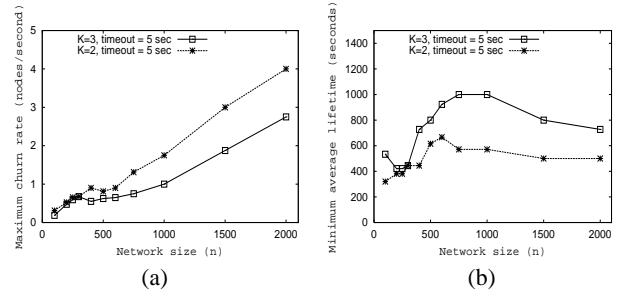 Maximum churn rate (nodes/second)
5
4
3
2
1
0
K=3, timeout = 5 sec
K=2, timeout = 5 sec
0 500 1000 1500 2000
Network size (n)
(a)
Minimum average lifetime (seconds)
1400
1200
1000
800
600
400
200
0
K=3, timeout = 5 sec
K=2, timeout = 5 sec
0 500 1000 1500 2000
Network size (n)
(b)